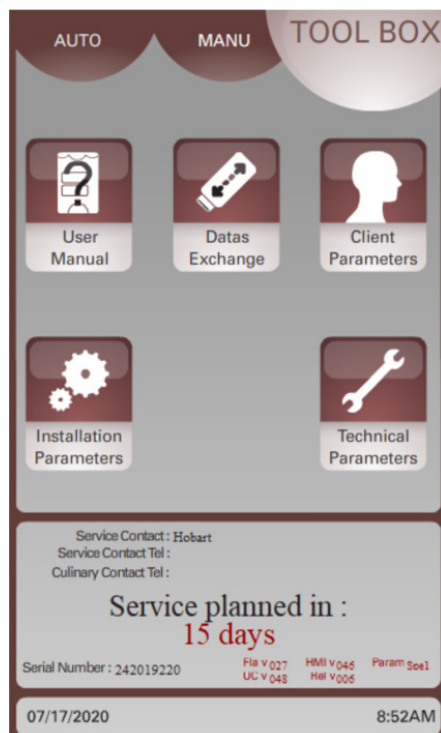 AUTO MANU TOOL BOX
User Manual
Datas Exchange
Client Parameters
Installation Parameters
Technical Parameters
Service Contact : Hobart
Service Contact Tel :
Culinary Contact Tel :
Service planned in :
15 days
Serial Number : 242019220
Fla v 027 HMI v 046 Param Soe1
UC v 048 Rel v 006
07/17/2020 8:52AM